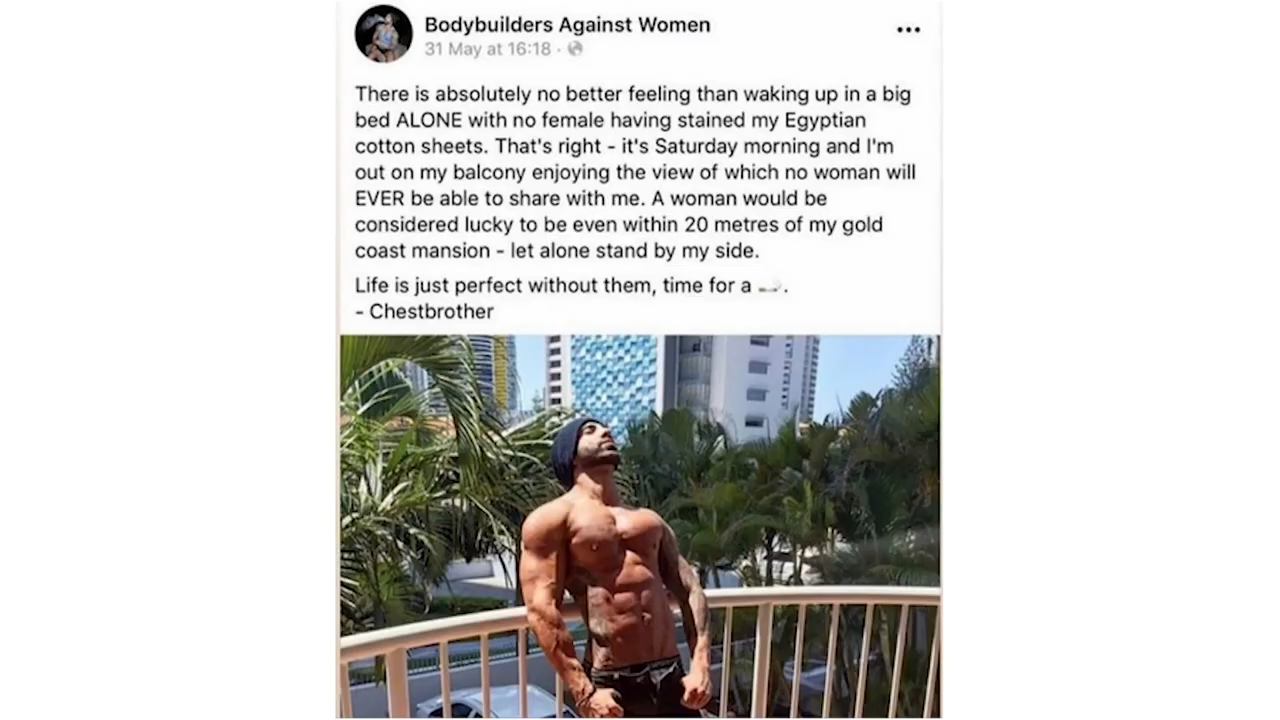 Bodybuilders Against Women
31 May at 16:18 ·
There is absolutely no better feeling than waking up in a big
bed ALONE with no female having stained my Egyptian
cotton sheets. That's right - it's Saturday morning and I'm
out on my balcony enjoying the view of which no woman will
EVER be able to share with me. A woman would be
considered lucky to be even within 20 metres of my gold
coast mansion - let alone stand by my side.
Life is just perfect without them, time for a 🚬.
- Chestbrother